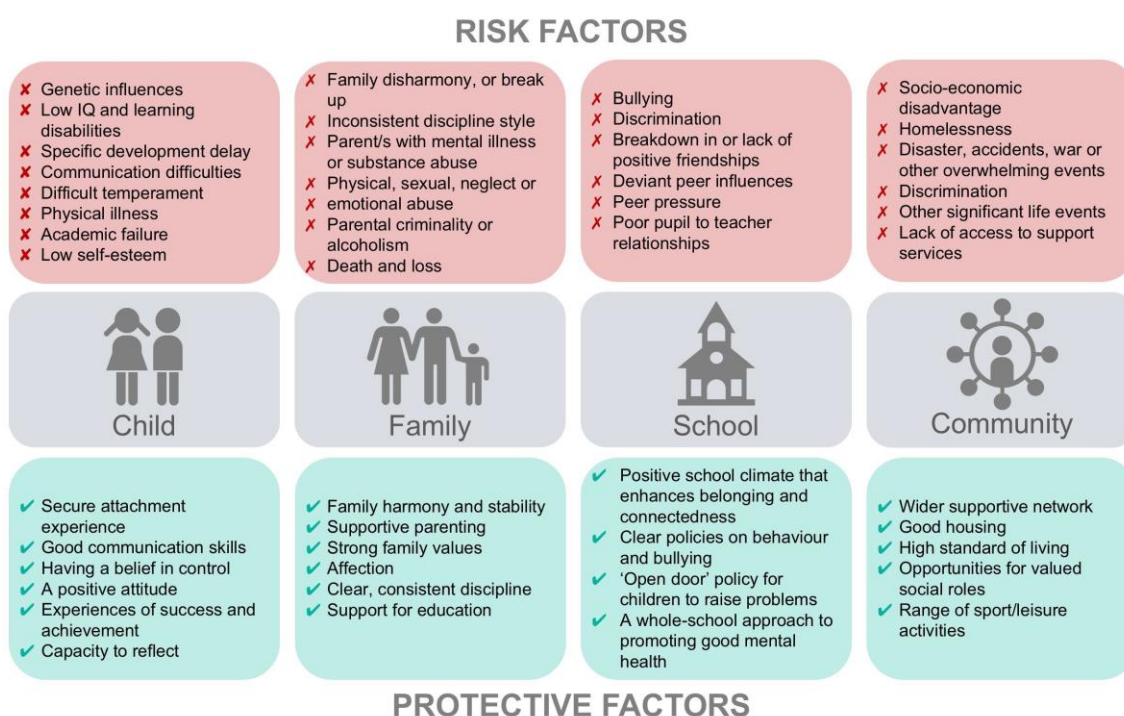 RISK FACTORS
✘ Genetic influences
✘ Low IQ and learning
disabilities
✘ Specific development delay
✘ Communication difficulties
✘ Difficult temperament
✘ Physical illness
✘ Academic failure
✘ Low self-esteem
✗ Family disharmony, or break
up
✗ Inconsistent discipline style
✗ Parent/s with mental illness
or substance abuse
✗ Physical, sexual, neglect or
✗ emotional abuse
✗ Parental criminality or
alcoholism
✗ Death and loss
✗ Bullying
✗ Discrimination
✗ Breakdown in or lack of
positive friendships
✗ Deviant peer influences
✗ Peer pressure
✗ Poor pupil to teacher
relationships
✗ Socio-economic
disadvantage
✗ Homelessness
✗ Disaster, accidents, war or
other overwhelming events
✗ Discrimination
✗ Other significant life events
✗ Lack of access to support
services
Child
Family
School
Community
✔ Secure attachment
experience
✔ Good communication skills
✔ Having a belief in control
✔ A positive attitude
✔ Experiences of success and
achievement
✔ Capacity to reflect
✔ Family harmony and stability
✔ Supportive parenting
✔ Strong family values
✔ Affection
✔ Clear, consistent discipline
✔ Support for education
✔ Positive school climate that
enhances belonging and
connectedness
✔ Clear policies on behaviour
and bullying
✔ ‘Open door’ policy for
children to raise problems
✔ A whole-school approach to
promoting good mental
health
✔ Wider supportive network
✔ Good housing
✔ High standard of living
✔ Opportunities for valued
social roles
✔ Range of sport/leisure
activities
PROTECTIVE FACTORS